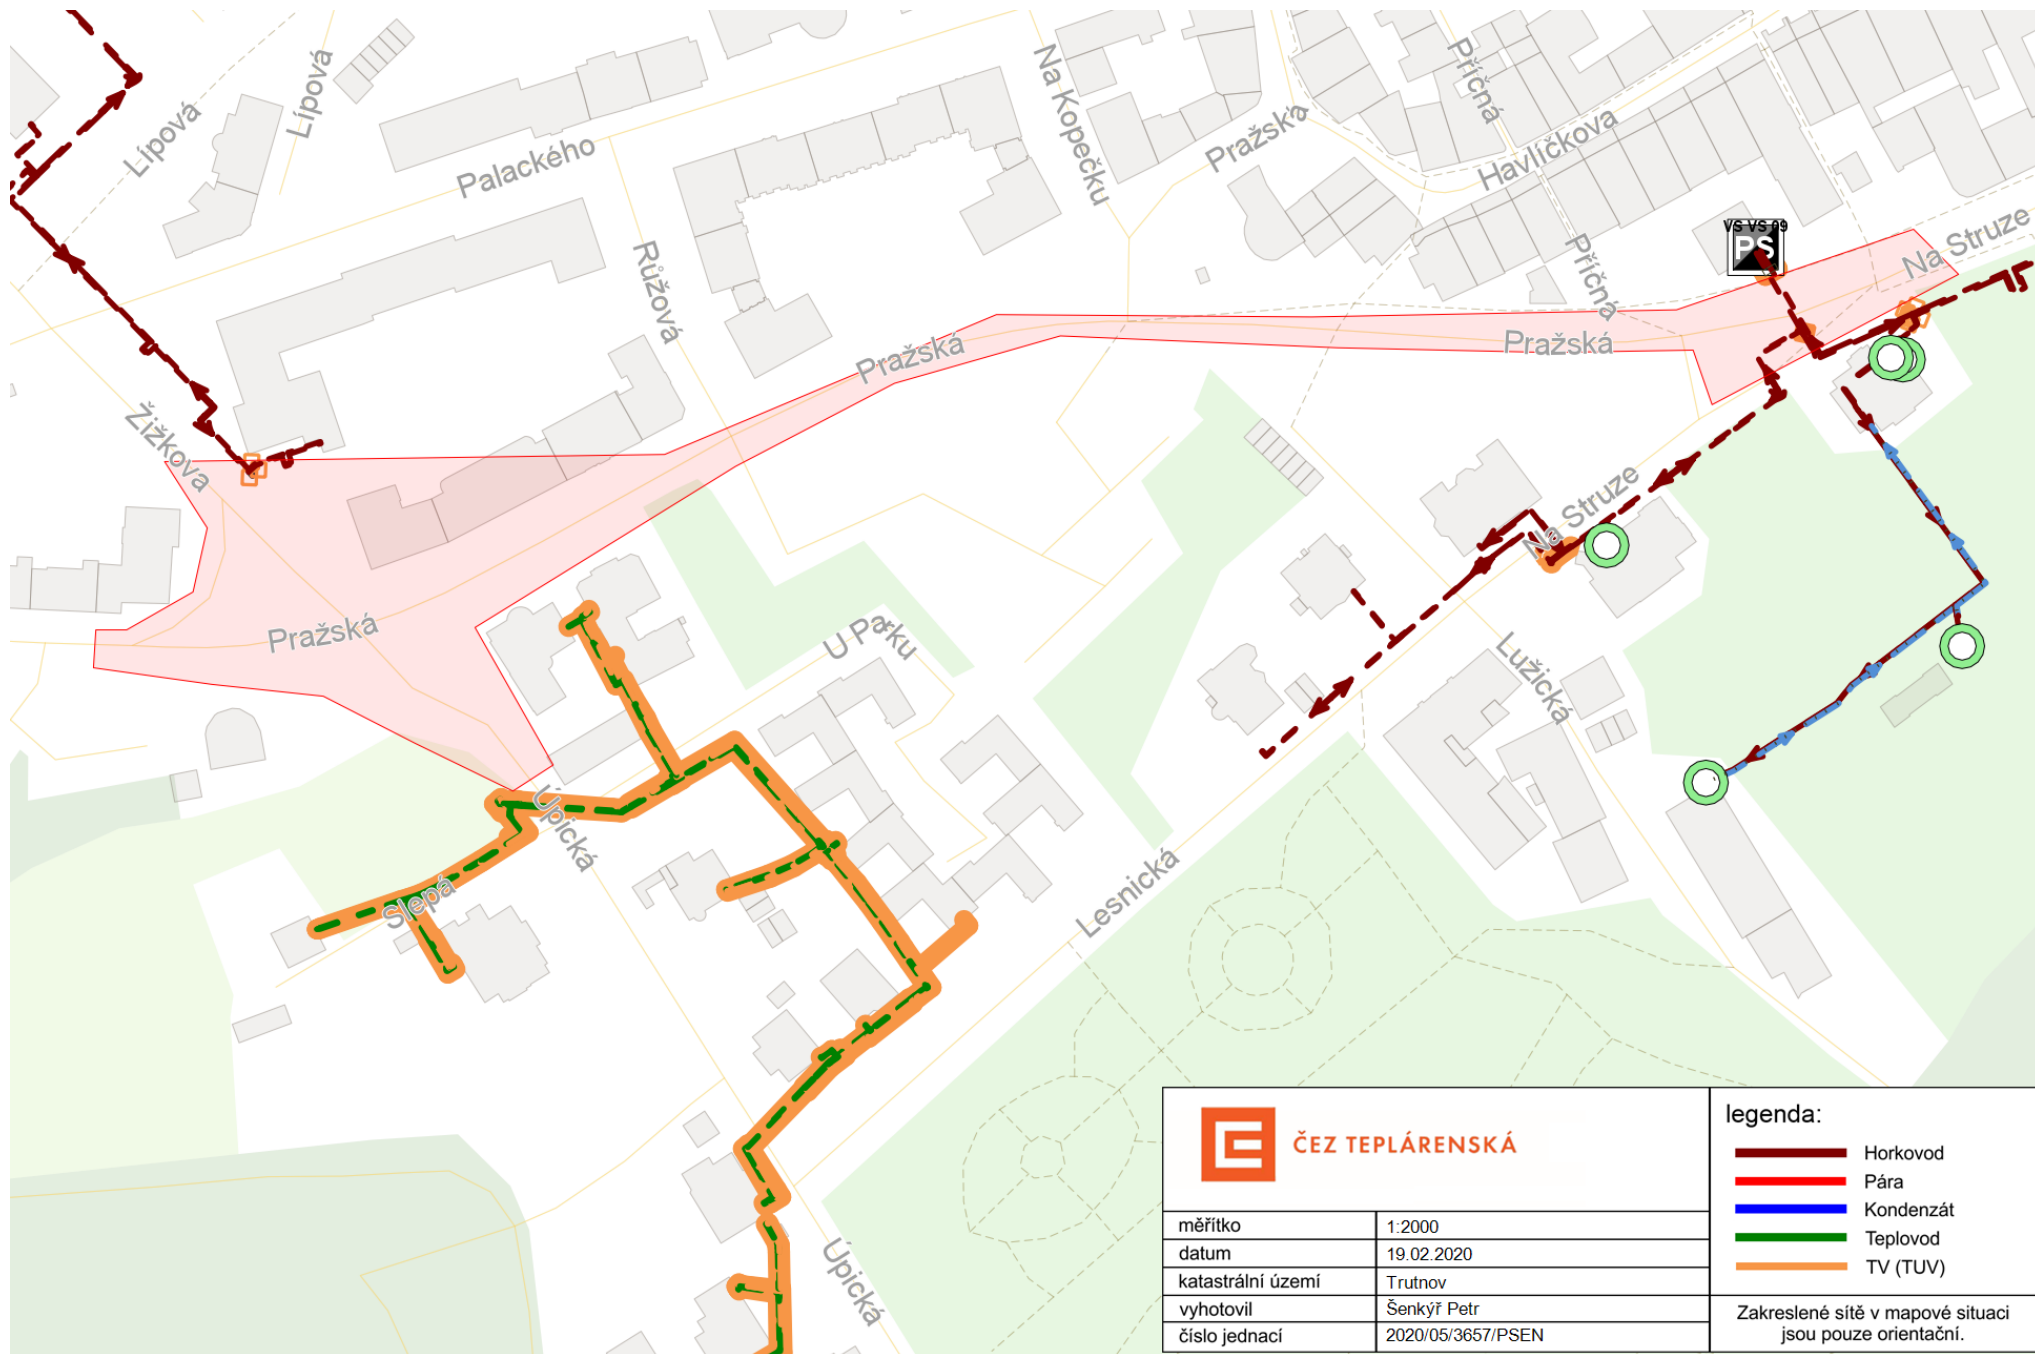 Lípová
Lípová
Palackého
Na Kopečku
Pražská
Příčná
Havlíčkova
Na Struze
VS VS 09
PS
Příčná
Růžová
Pražská
Pražská
Žižkova
Na Struze
Pražská
U Parku
Lužická
Úpická
Slepá
Lesnická
Úpická
ČEZ TEPLÁRENSKÁ
měřítko 1:2000
datum 19.02.2020
katastrální území Trutnov
vyhotovil Šenkýř Petr
číslo jednací 2020/05/3657/PSEN
legenda:
Horkovod
Pára
Kondenzát
Teplovod
TV (TUV)
Zakreslené sítě v mapové situaci
jsou pouze orientační.